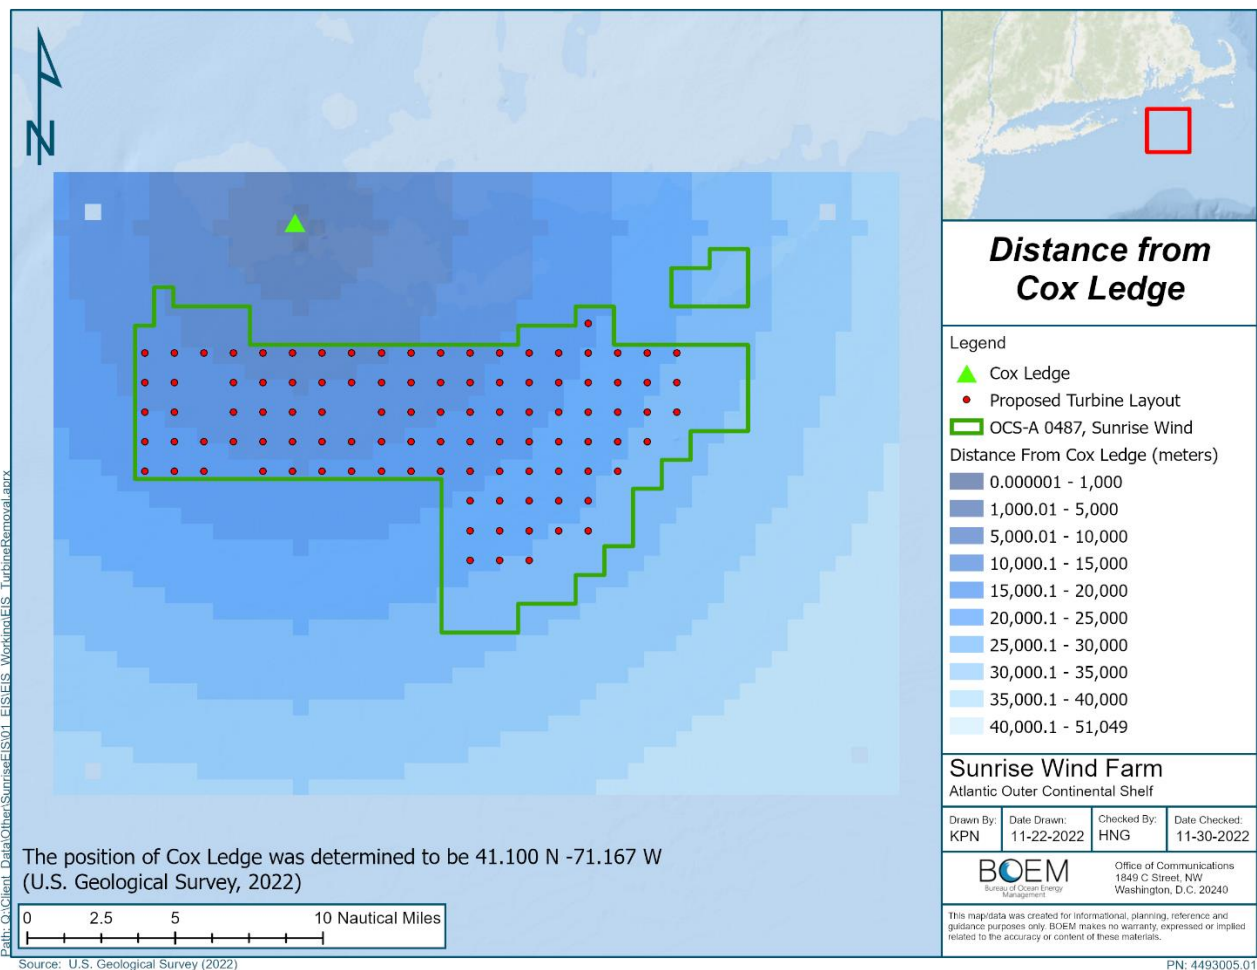 N
Path: Q:\Client_Data\Other\SunriseEIS\01_EIS\EIS_Working\EIS_TurbineRemoval.aprx
The position of Cox Ledge was determined to be 41.100 N -71.167 W
(U.S. Geological Survey, 2022)
0 2.5 5 10 Nautical Miles
Source: U.S. Geological Survey (2022)
Distance from
Cox Ledge
Legend
Cox Ledge
Proposed Turbine Layout
OCS-A 0487, Sunrise Wind
Distance From Cox Ledge (meters)
0.000001 - 1,000
1,000.01 - 5,000
5,000.01 - 10,000
10,000.1 - 15,000
15,000.1 - 20,000
20,000.1 - 25,000
25,000.1 - 30,000
30,000.1 - 35,000
35,000.1 - 40,000
40,000.1 - 51,049
Sunrise Wind Farm
Atlantic Outer Continental Shelf
Drawn By: Date Drawn: Checked By: Date Checked:
KPN 11-22-2022 HNG 11-30-2022
BOEM
Bureau of Ocean Energy
Management
Office of Communications
1849 C Street, NW
Washington, D.C. 20240
This map/data was created for informational, planning, reference and
guidance purposes only. BOEM makes no warranty, expressed or implied
related to the accuracy or content of these materials.
PN: 4493005.01